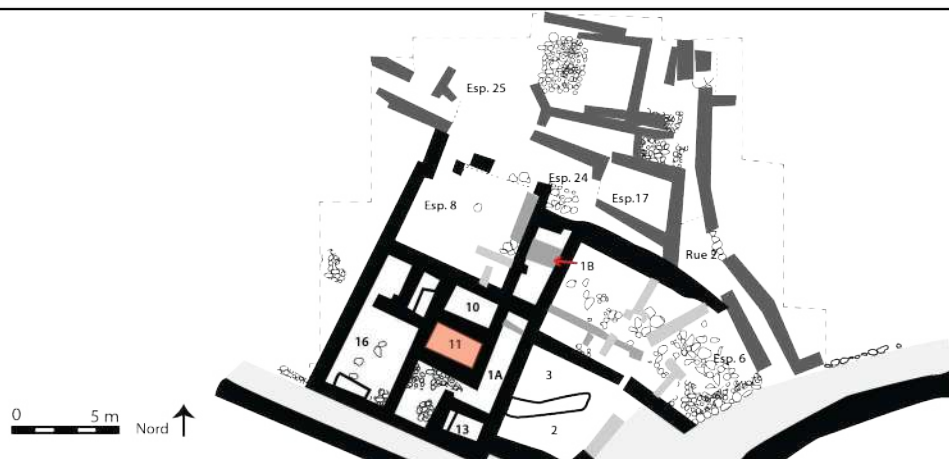 Esp. 25
Esp. 24
Esp.17
Esp. 8
Rue 2
1B
10
11
16
Esp. 6
1A
3
0 5 m
Nord
13
2